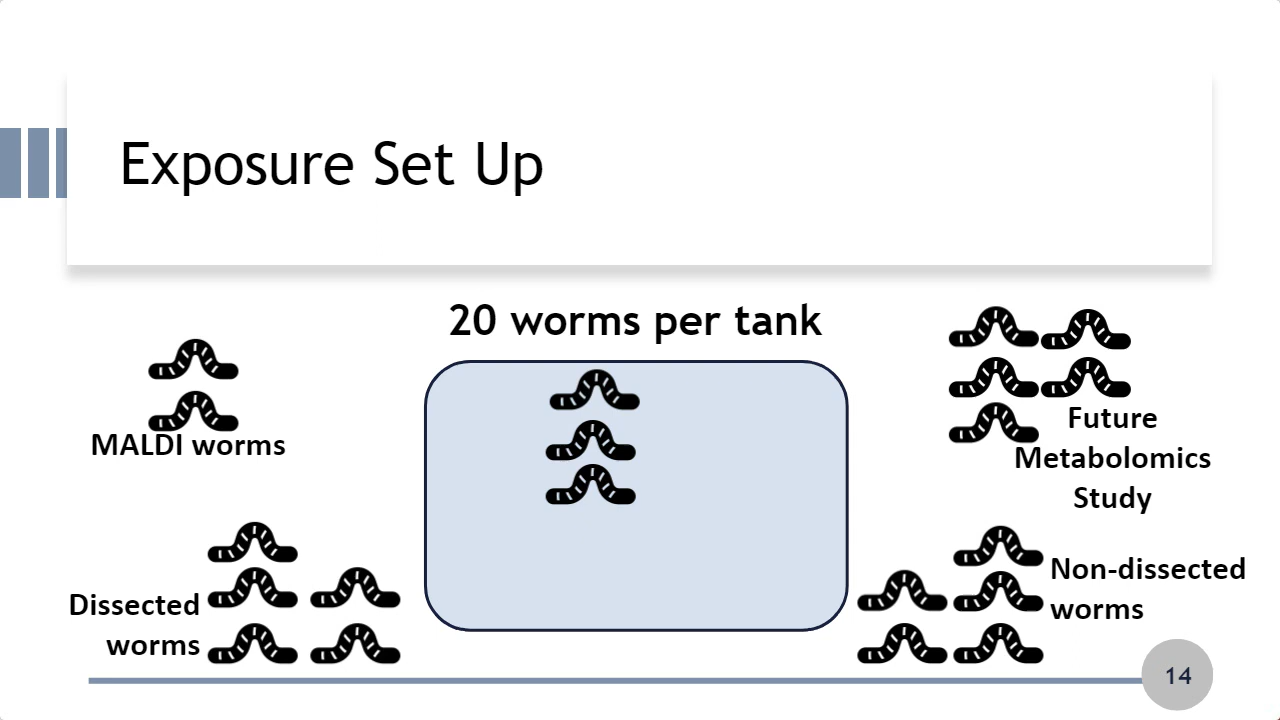 Exposure Set Up
20 worms per tank
MALDI worms
Future
Metabolomics
Study
Dissected
worms
Non-dissected
worms
14